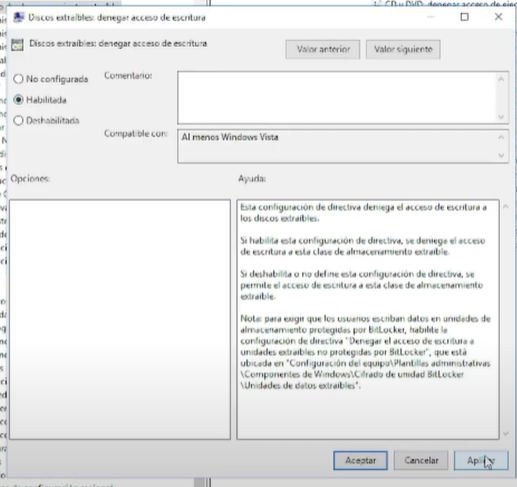 Discos extraíbles: denegar acceso de escritura
CD y DVD: denegar acceso de
Discos extraíbles: denegar acceso de escritura
Valor anterior
Valor siguiente
No configurada
Comentario:
Habilitada
Deshabilitada
Compatible con:
Al menos Windows Vista
Opciones:
Ayuda:
Esta configuración de directiva deniega el acceso de escritura a
los discos extraíbles.
Si habilita esta configuración de directiva, se deniega el acceso
de escritura a esta clase de almacenamiento extraíble.
Si deshabilita o no define esta configuración de directiva, se
permite el acceso de escritura a esta clase de almacenamiento
extraíble.
Nota: para exigir que los usuarios escriban datos en unidades de
almacenamiento protegidas por BitLocker, habilite la
configuración de directiva "Denegar el acceso de escritura a
unidades extraíbles no protegidas por BitLocker", que está
ubicada en "Configuración del equipo\Plantillas administrativas
\Componentes de Windows\Cifrado de unidad BitLocker
\Unidades de datos extraíbles".
Aceptar
Cancelar
Aplicar